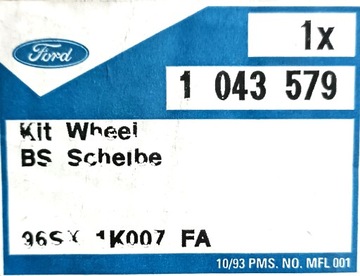 Ford
1x
1 043 579
Kit Wheel
BS Scheibe
96SX 1K007 FA
10/93 PMS. NO. MFL 001